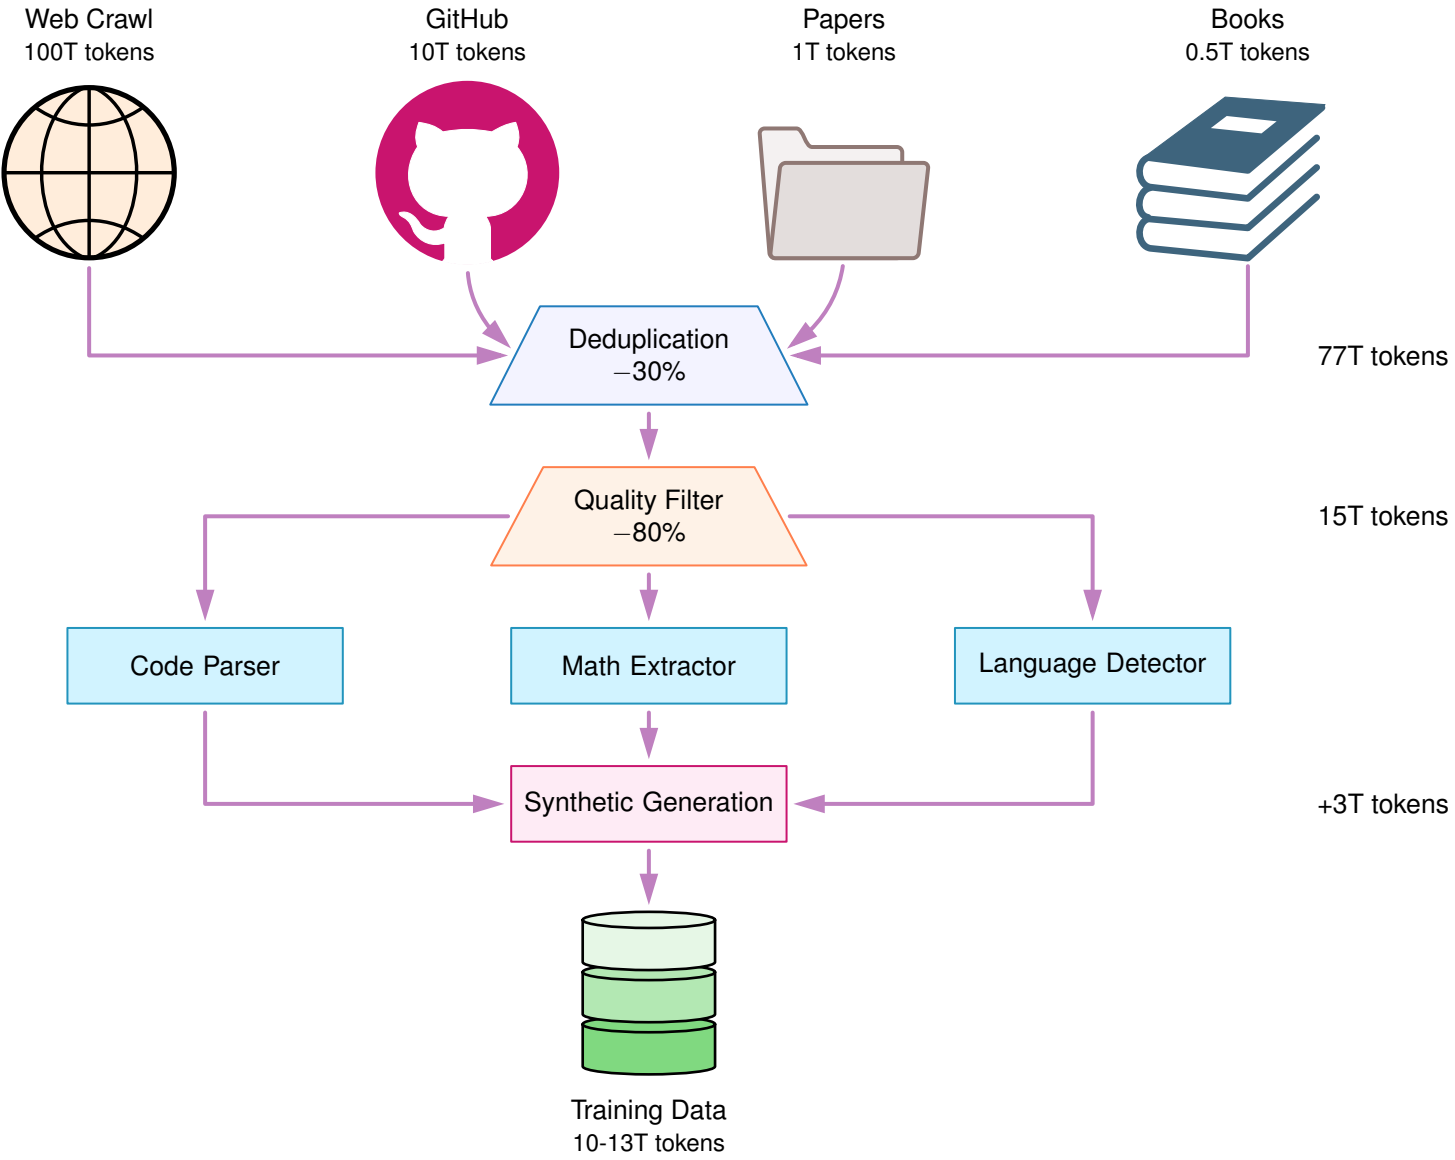 Web Crawl
100T tokens
GitHub
10T tokens
Papers
1T tokens
Books
0.5T tokens
Deduplication
−30%
77T tokens
Quality Filter
−80%
15T tokens
Code Parser
Math Extractor
Language Detector
Synthetic Generation
+3T tokens
Training Data
10-13T tokens